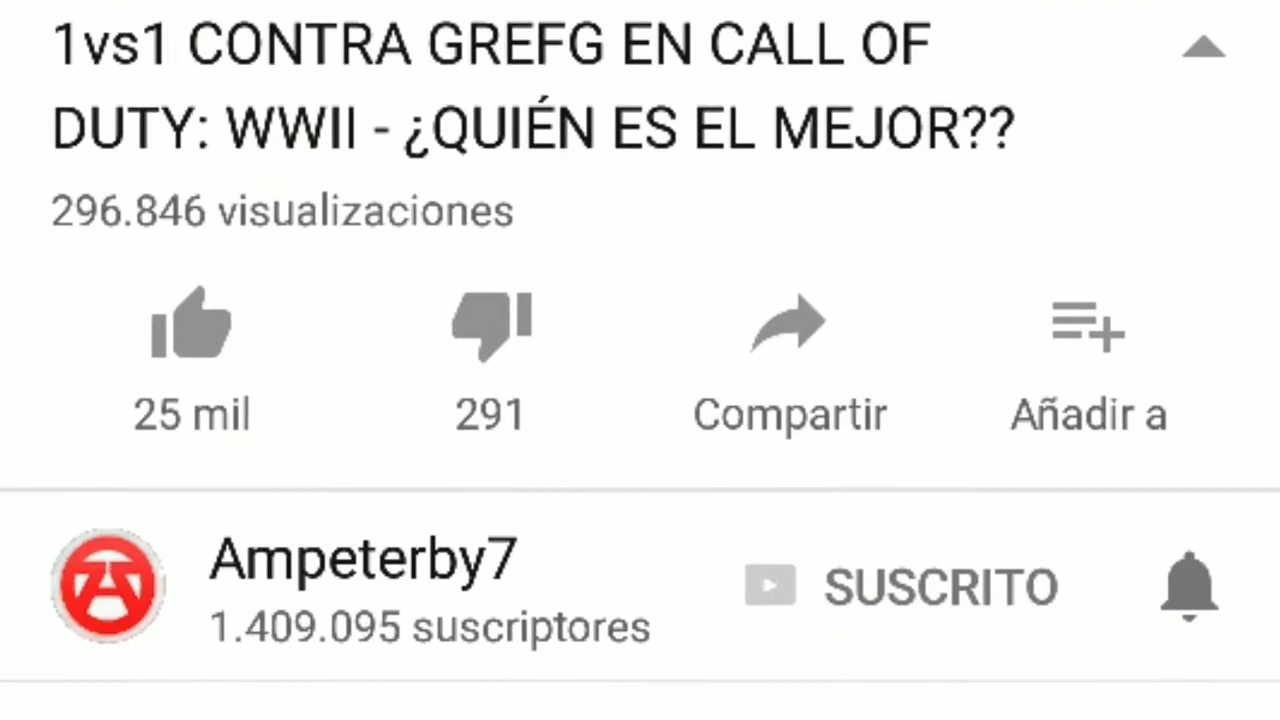 1vs1 CONTRA GREFG EN CALL OF
DUTY: WWII - ¿QUIÉN ES EL MEJOR??
296.846 visualizaciones
25 mil 291 Compartir Añadir a
Ampeterby7
SUSCRITO
1.409.095 suscriptores